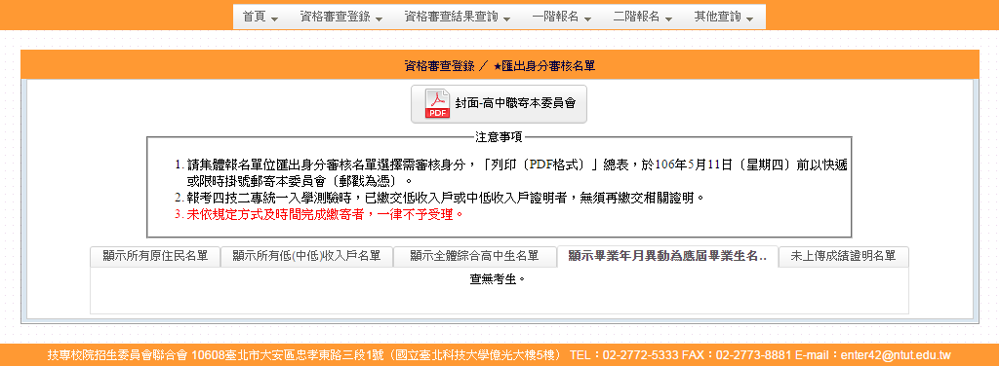 首頁 資格審查登錄 資格審查結果查詢 一階報名 二階報名 其他查詢
資格審查登錄 ／ ★匯出身分審核名單
PDF 封面-高中職寄本委員會
注意事項
1. 請集體報名單位匯出身分審核名單選擇需審核身分，「列印〔PDF格式〕」總表，於106年5月11日〔星期四〕前以快遞
或限時掛號郵寄本委員會〔郵戳為憑〕。
2. 報考四技二專統一入學測驗時，已繳交低收入戶或中低收入戶證明者，無須再繳交相關證明。
3. 未依規定方式及時間完成繳寄者，一律不予受理。
顯示所有原住民名單 顯示所有低(中低)收入戶名單 顯示全體綜合高中生名單 顯示畢業年月異動為應屆畢業生名.. 未上傳成績證明名單
查無考生。
技專校院招生委員會聯合會 10608臺北市大安區忠孝東路三段1號（國立臺北科技大學億光大樓5樓） TEL：02-2772-5333 FAX：02-2773-8881 E-mail：enter42@ntut.edu.tw